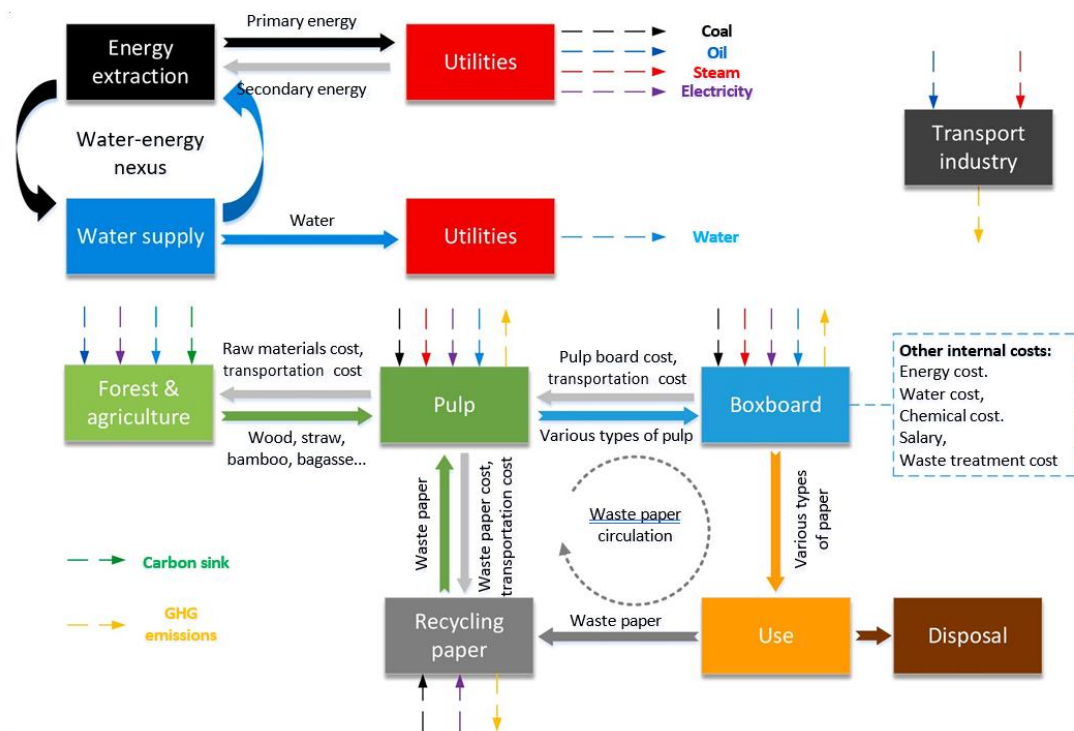 Primary energy
Energy
extraction
Utilities
Secondary energy
Coal
Oil
Steam
Electricity
Transport
industry
Water-energy
nexus
Water supply
Water
Utilities
Water
Forest &
agriculture
Raw materials cost,
transportation cost
Wood, straw,
bamboo, bagasse...
Pulp
Pulp board cost,
transportation cost
Various types of pulp
Boxboard
Other internal costs:
Energy cost.
Water cost,
Chemical cost.
Salary,
Waste treatment cost
Waste paper
Waste paper cost,
transportation cost
Waste paper
circulation
Various types
of paper
Carbon sink
GHG
emissions
Recycling
paper
Waste paper
Use
Disposal